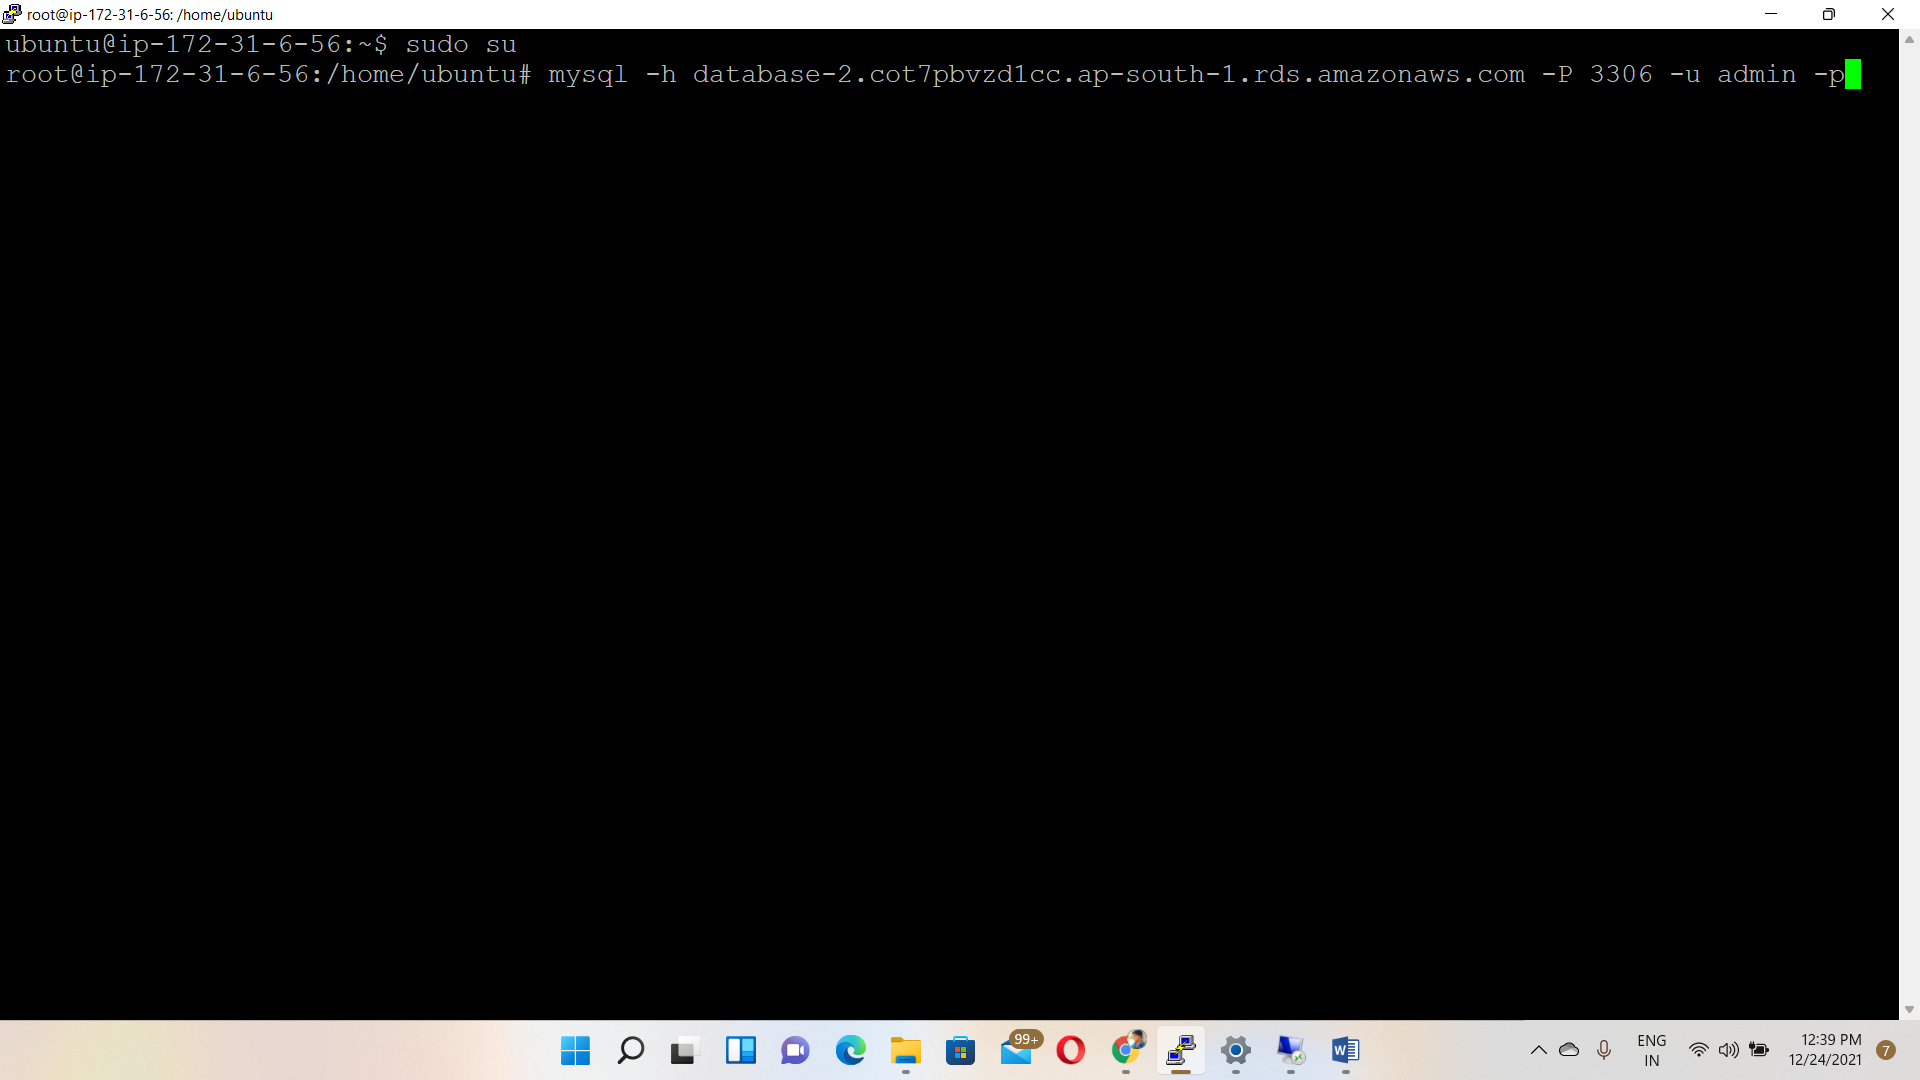 root@ip-172-31-6-56: /home/ubuntu
ubuntu@ip-172-31-6-56:~$ sudo su
root@ip-172-31-6-56:/home/ubuntu# mysql -h database-2.cot7pbvzd1cc.ap-south-1.rds.amazonaws.com -P 3306 -u admin -p
99+
ENG
IN
12:39 PM
12/24/2021
7